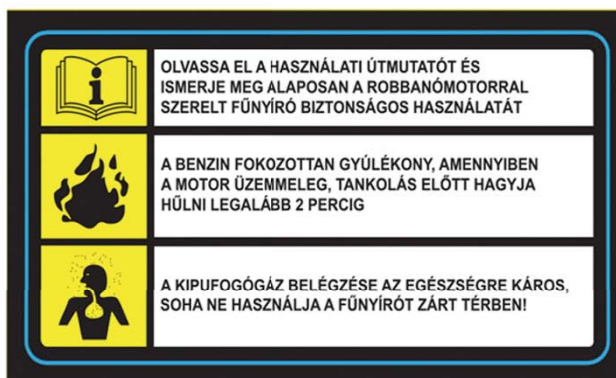 OLVASSA EL A HASZNÁLATI ÚTMUTATÓT ÉS
ISMERJE MEG ALAPOSAN A ROBBANÓMOTORRAL
SZERELT FŰNYÍRÓ BIZTONSÁGOS HASZNÁLATÁT
A BENZIN FOKOZOTTAN GYÚLÉKONY, AMENNYIBEN
A MOTOR ÜZEMMELEG, TANKOLÁS ELŐTT HAGYJA
HŰLNI LEGALÁBB 2 PERCIG
A KIPUFOGÓGÁZ BELÉGZÉSE AZ EGÉSZSÉGRE KÁROS,
SOHA NE HASZNÁLJA A FŰNYÍRÓT ZÁRT TÉRBEN!